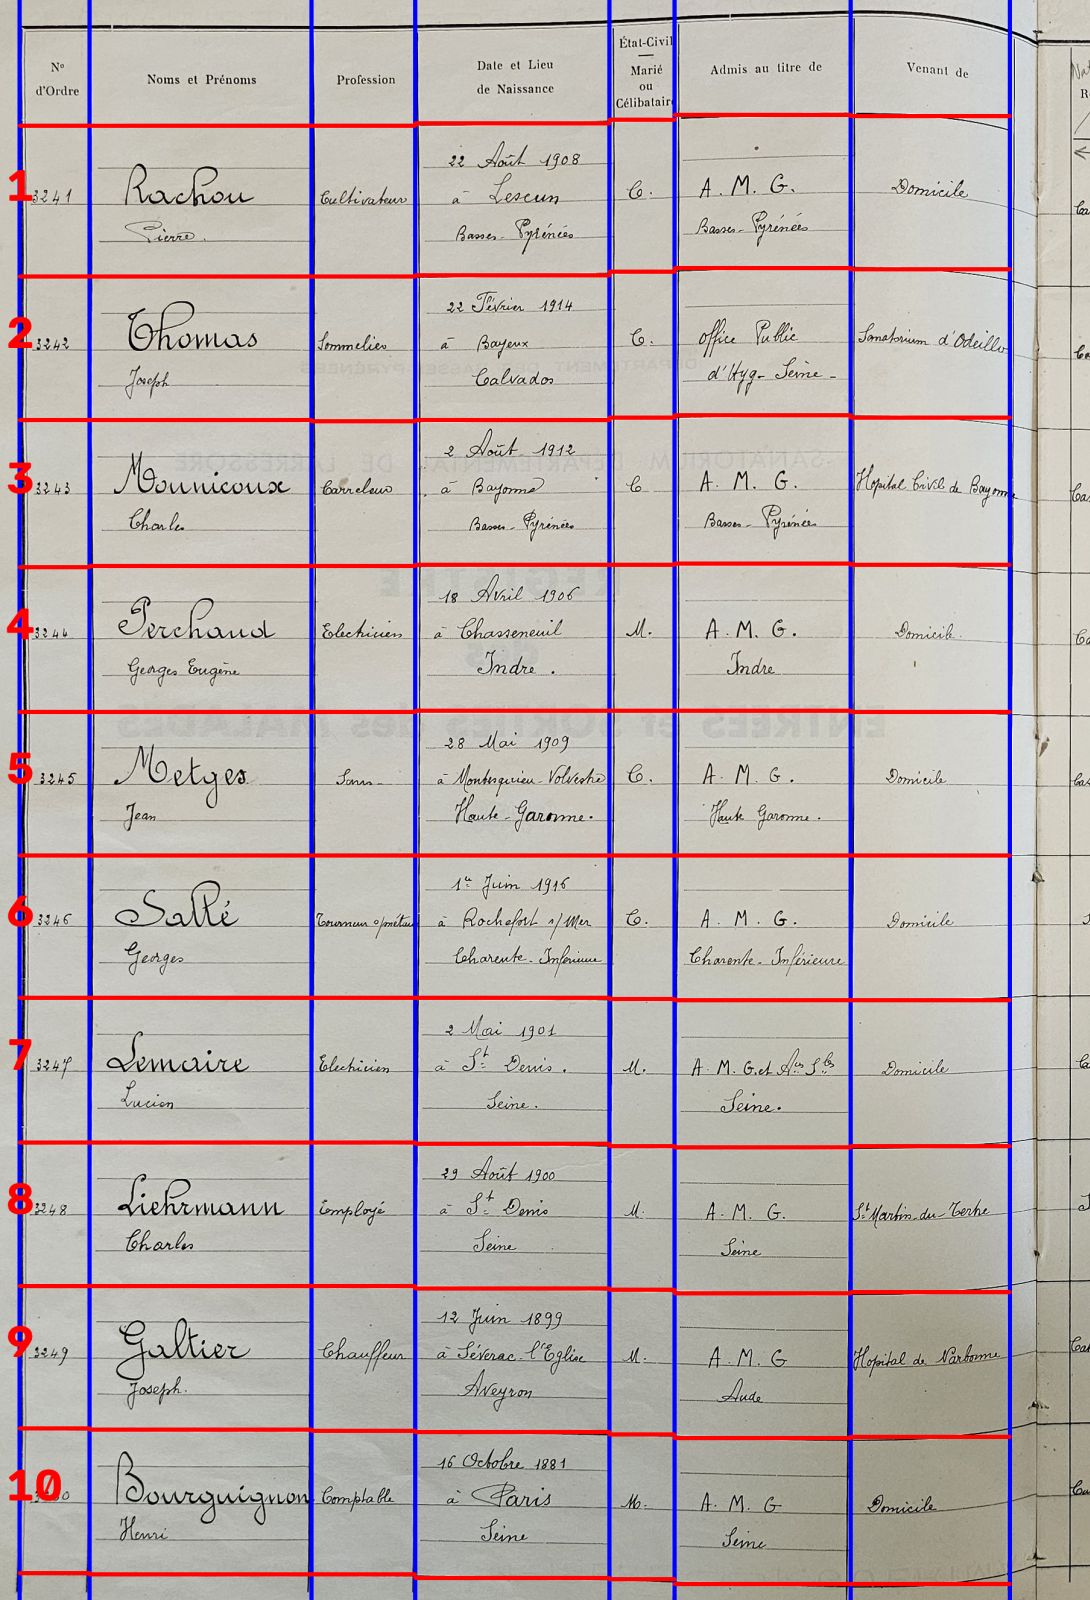 N° d'Ordre
Noms et Prénoms
Profession
Date et Lieu de Naissance
État-Civil
Marié ou Célibataire
Admis au titre de
Venant de
1
3241
Rachou
Pierre.
Cultivateur
22 Août 1908
à Lescun
Basses-Pyrénées
C.
A. M. G.
Basses-Pyrénées
Domicile
2
3242
Thomas
Joseph
Sommelier
22 Février 1914
à Bayeux
Calvados
C.
Office Public
d'Hyg- Seine-
Sanatorium d'Odeillo
3
3243
Mounicoux
Charles
Carreleur
2 Août 1912
à Bayonne
Basses-Pyrénées
C
A. M. G.
Basses-Pyrénées
Hopital Civil de Bayonne
4
3244
Perchaud
Georges Eugène
Electricien
18 Avril 1906
à Chasseneuil
Indre.
M.
A. M. G.
Indre
Domicile.
5
3245
Metges
Jean
Sans-
28 Mai 1909
à Montesquieu-Volvestre
Haute-Garonne.
C.
A. M. G.
Haute Garonne.
Domicile
6
3246
Sallé
Georges
Tourneur s/métaux
1er Juin 1916
à Rochefort s/Mer
Charente-Inférieure
C.
A. M. G.
Charente-Inférieure
Domicile
7
3247
Lemaire
Lucien
Electricien
2 Mai 1901
à St Denis.
Seine.
M.
A. M. G. et Aces Sles
Seine.
Domicile
8
3248
Liehrmann
Charles
Employé
29 Août 1900
à St Denis
Seine
M.
A. M. G.
Seine
St Martin-du-Tertre
9
3249
Galtier
Joseph.
Chauffeur
12 Juin 1899
à Séverac-l'Eglise
Aveyron
M.
A. M. G
Aude
Hopital de Narbonne
10
Bourguignon
Henri
Comptable
16 Octobre 1881
à Paris
Seine
M.
A. M. G
Seine
Domicile